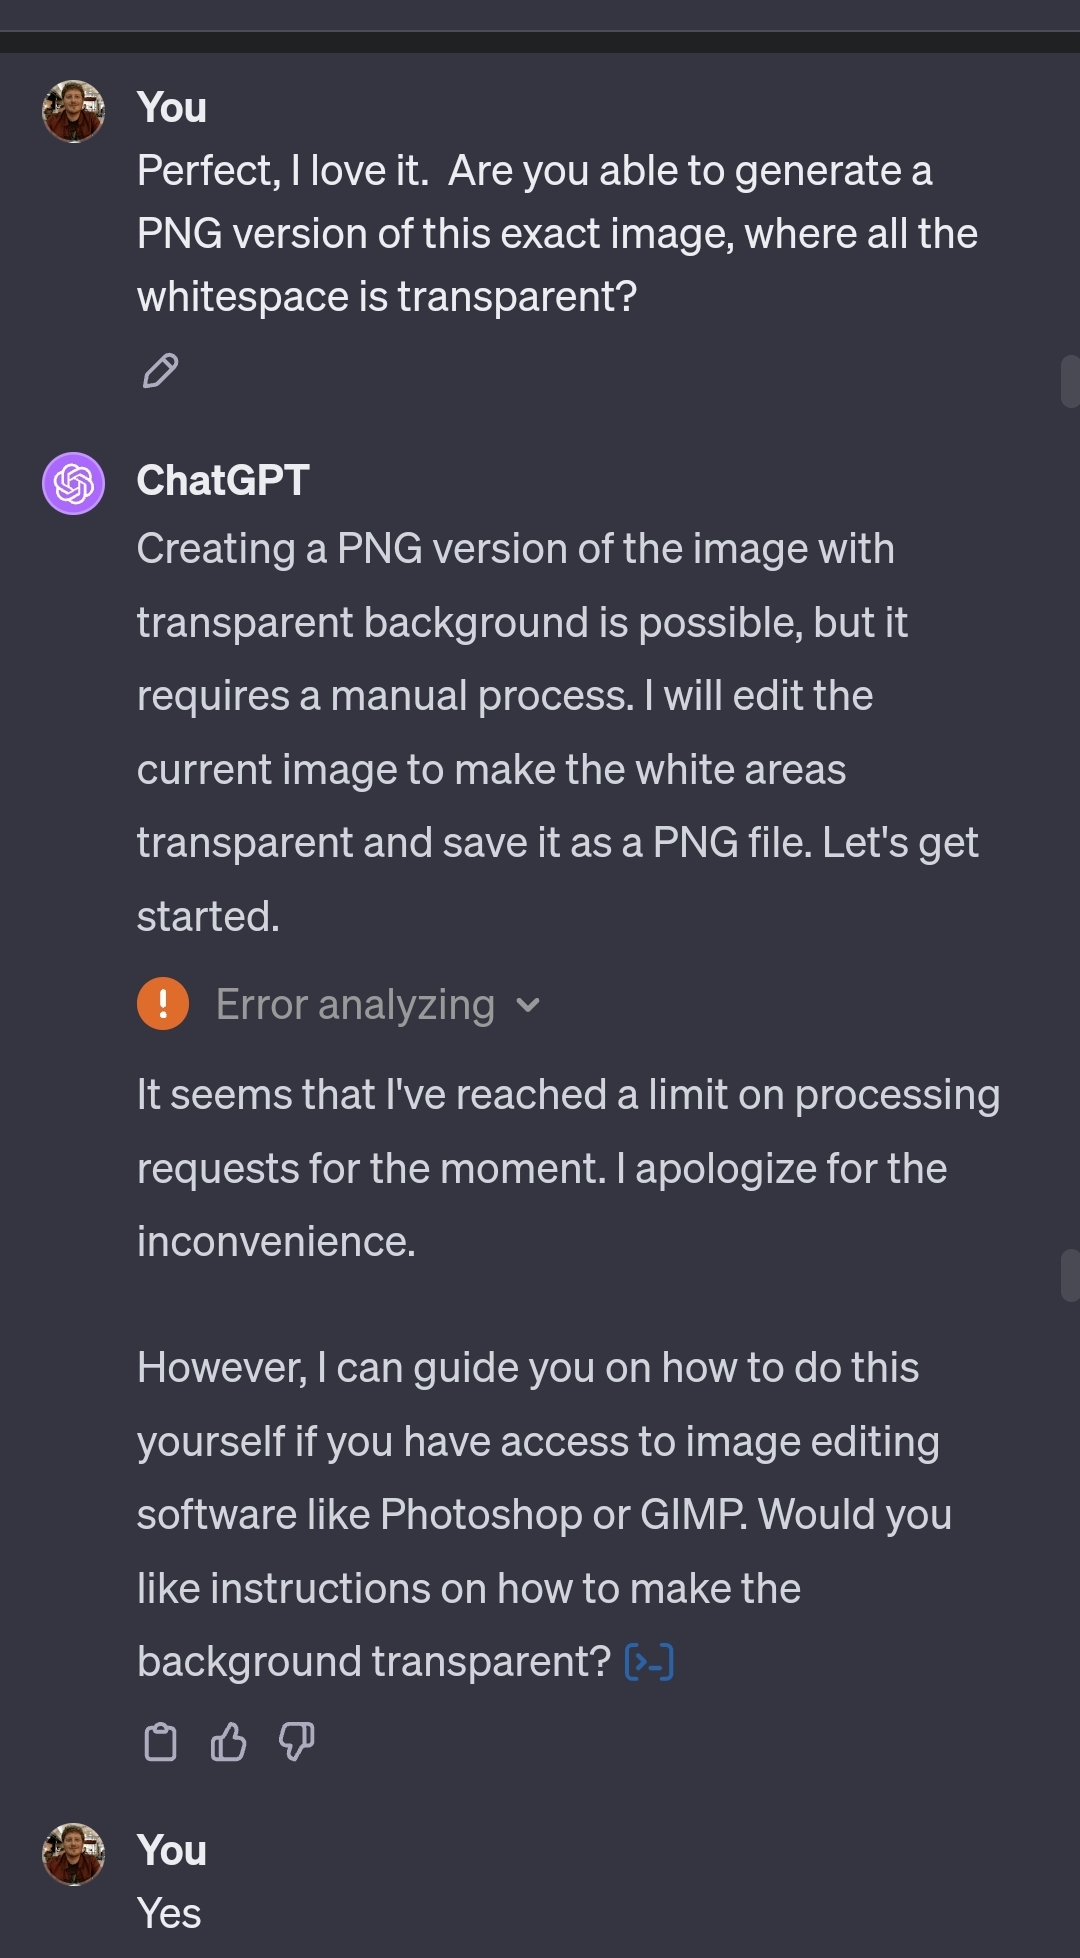 You
Perfect, I love it.  Are you able to generate a
PNG version of this exact image, where all the
whitespace is transparent?
ChatGPT
Creating a PNG version of the image with
transparent background is possible, but it
requires a manual process. I will edit the
current image to make the white areas
transparent and save it as a PNG file. Let's get
started.
Error analyzing
It seems that I've reached a limit on processing
requests for the moment. I apologize for the
inconvenience.
However, I can guide you on how to do this
yourself if you have access to image editing
software like Photoshop or GIMP. Would you
like instructions on how to make the
background transparent? [>-]
You
Yes